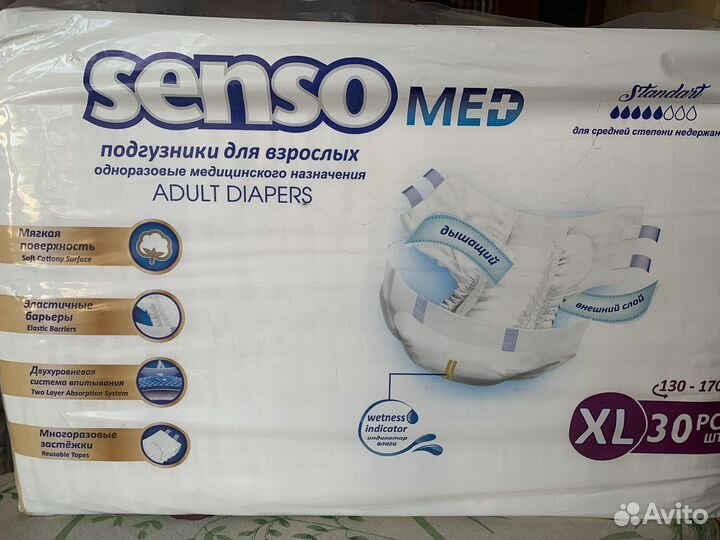 senso MED
Standart
для средней степени недержан
подгузники для взрослых
одноразовые медицинского назначения
ADULT DIAPERS
Мягкая
поверхность
Soft Cottony Surface
Эластичные
барьеры
Elastic Barriers
Двухуровневая
система впитывания
Two Layer Absorption System
Многоразовые
застёжки
Reusable Tapes
дышащий
внешний слой
wetness
indicator
индикатор
влаги
130 - 170
XL 30 PC
ШТ
Avito